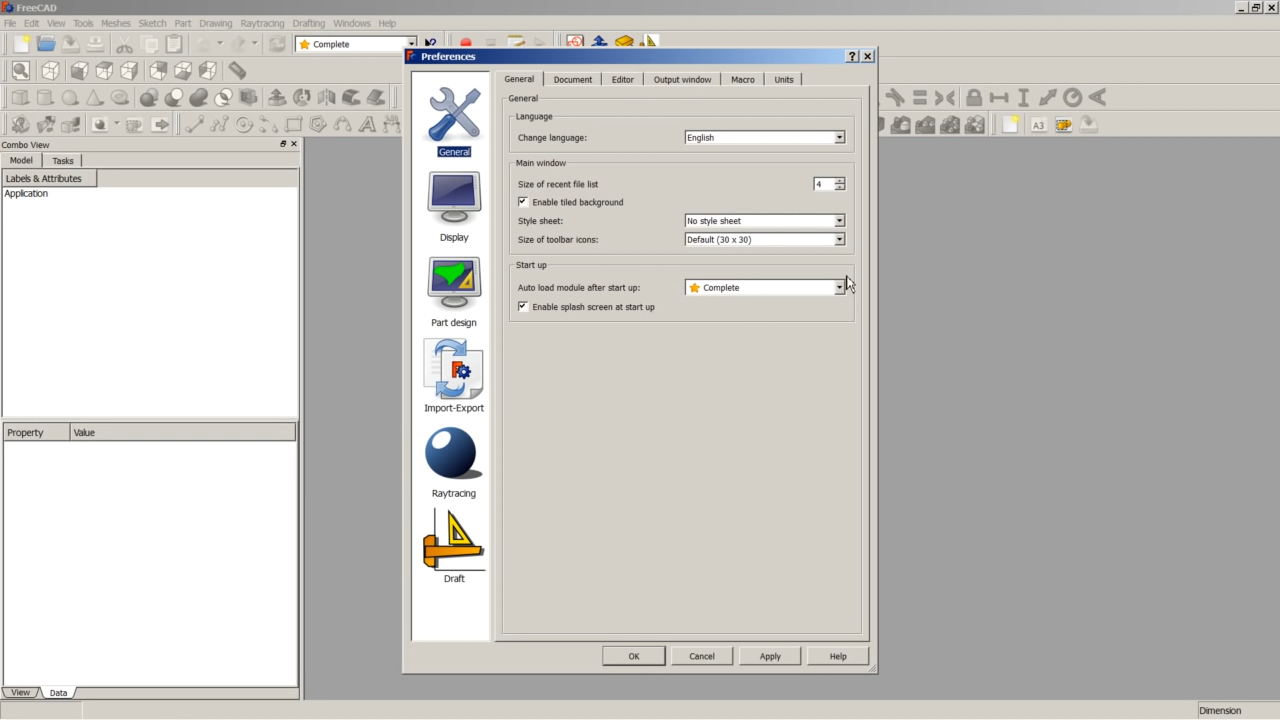 FreeCAD
File Edit View Tools Meshes Sketch Part Drawing Raytracing Drafting Windows Help
Complete
Preferences
General Document Editor Output window Macro Units
General
Language
Change language: English
Main window
Size of recent file list 4
Enable tiled background
Style sheet: No style sheet
Size of toolbar icons: Default (30 x 30)
Start up
Auto load module after start up: Complete
Enable splash screen at start up
General
Display
Part design
Import-Export
Raytracing
Draft
OK Cancel Apply Help
A3
Combo View
Model Tasks
Labels & Attributes
Application
Property Value
View Data
Dimension